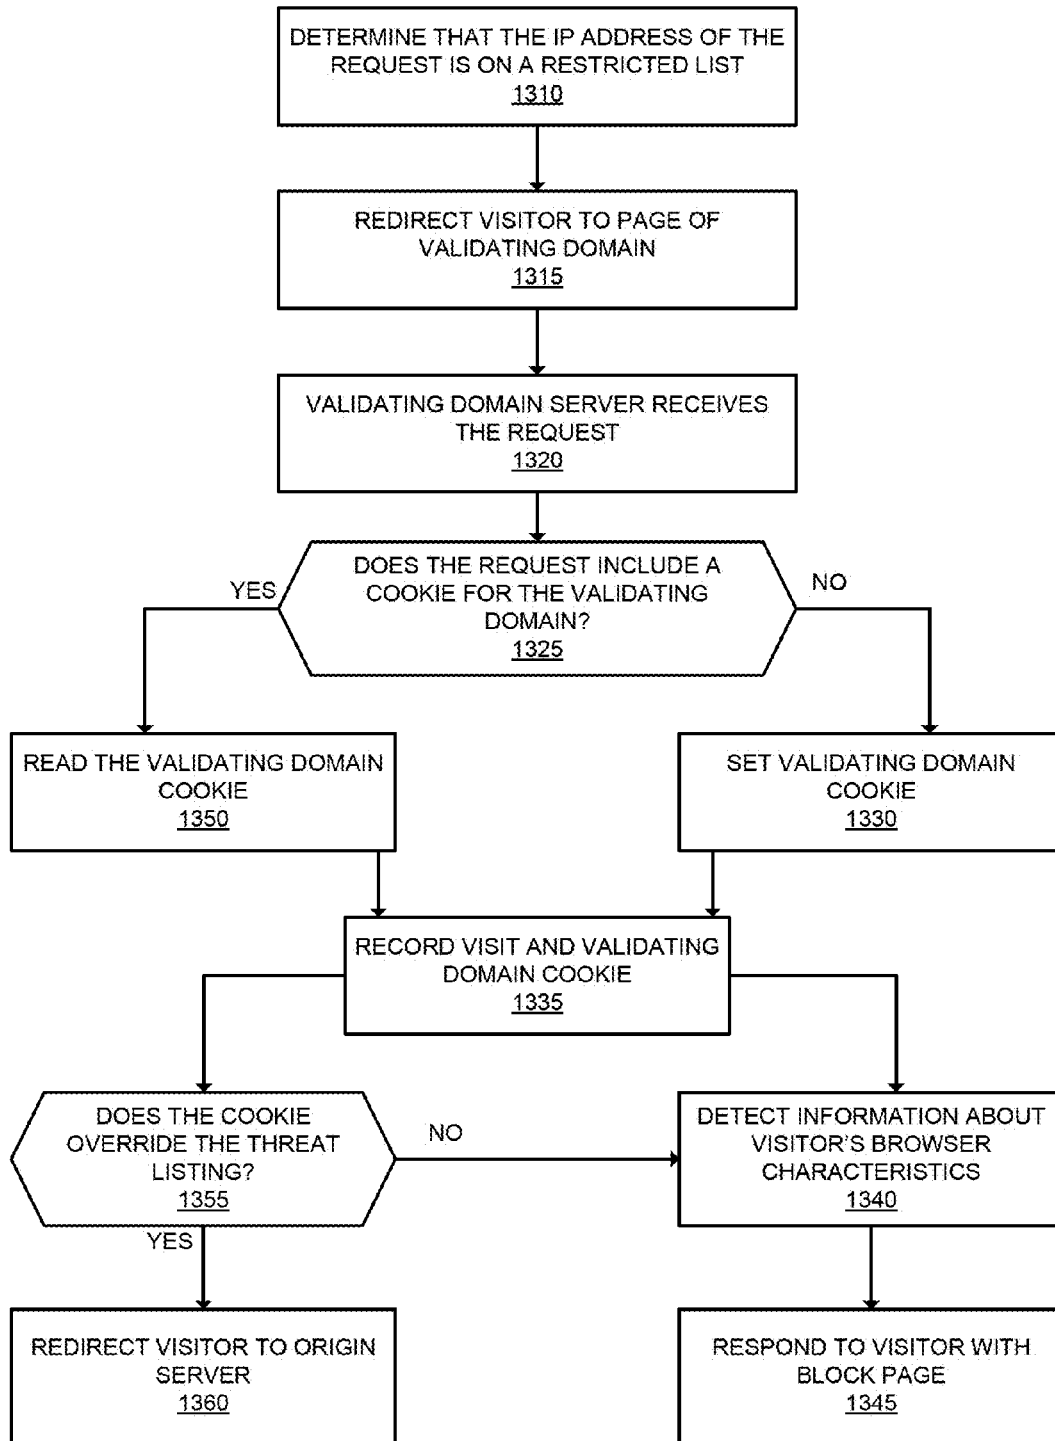 DETERMINE THAT THE IP ADDRESS OF THE
REQUEST IS ON A RESTRICTED LIST
1310
REDIRECT VISITOR TO PAGE OF
VALIDATING DOMAIN
1315
VALIDATING DOMAIN SERVER RECEIVES
THE REQUEST
1320
DOES THE REQUEST INCLUDE A
COOKIE FOR THE VALIDATING
DOMAIN?
1325
YES
NO
READ THE VALIDATING DOMAIN
COOKIE
1350
SET VALIDATING DOMAIN
COOKIE
1330
RECORD VISIT AND VALIDATING
DOMAIN COOKIE
1335
DOES THE COOKIE
OVERRIDE THE THREAT
LISTING?
1355
NO
YES
DETECT INFORMATION ABOUT
VISITOR'S BROWSER
CHARACTERISTICS
1340
REDIRECT VISITOR TO ORIGIN
SERVER
1360
RESPOND TO VISITOR WITH
BLOCK PAGE
1345